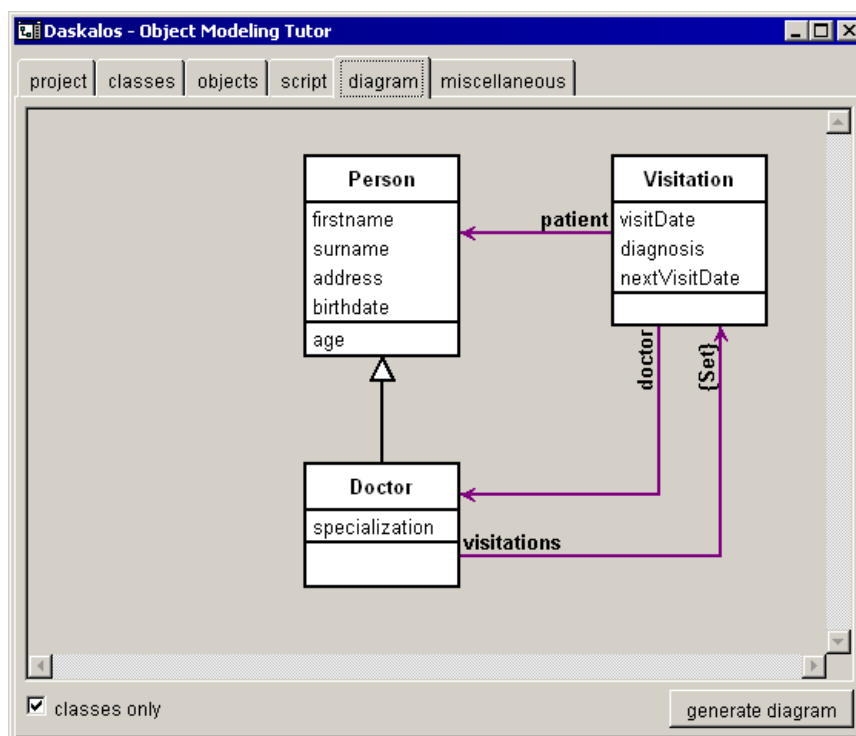 Daskalos - Object Modeling Tutor
project classes objects script diagram miscellaneous
Person
firstname
surname
address
birthdate
age
patient
Visitation
visitDate
diagnosis
nextVisitDate
doctor
{Set}
Doctor
specialization
visitations
classes only
generate diagram